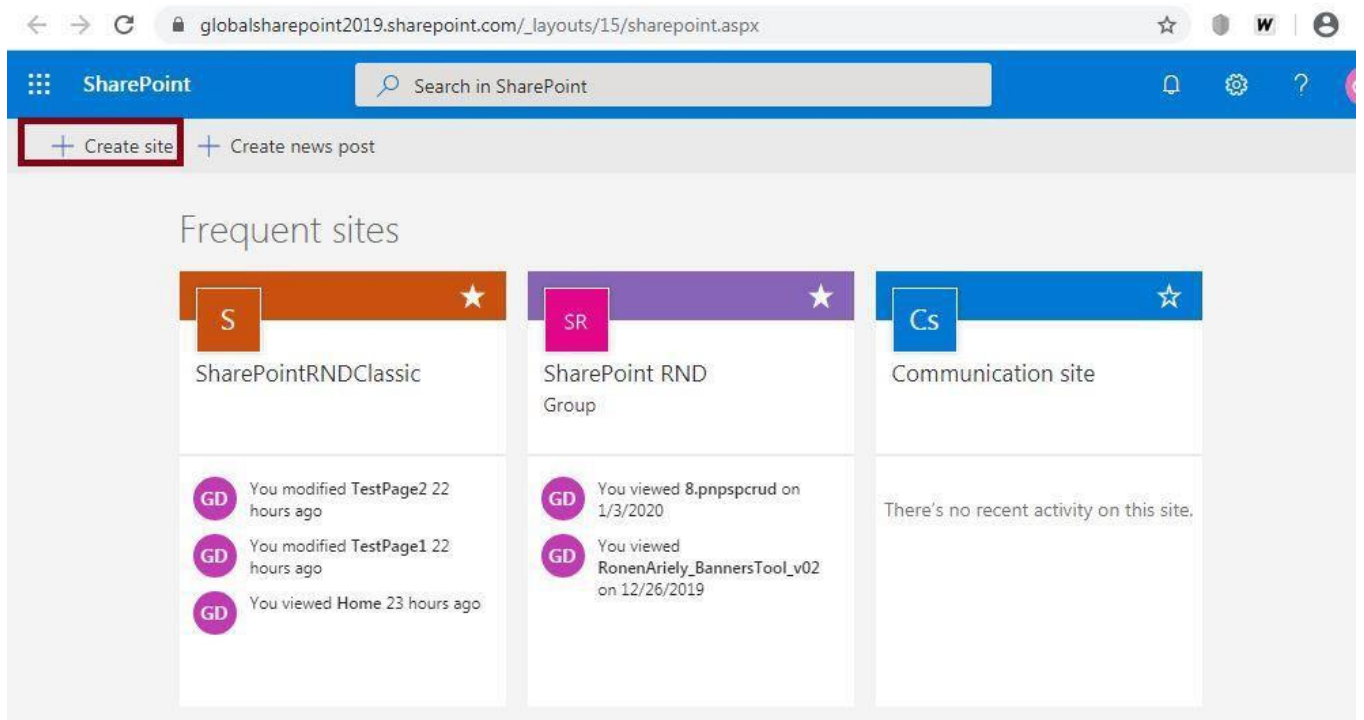 globalsharepoint2019.sharepoint.com/_layouts/15/sharepoint.aspx
W
SharePoint
Search in SharePoint
?
+ Create site
+ Create news post
Frequent sites
S
SharePointRNDClassic
GD
You modified TestPage2 22
hours ago
GD
You modified TestPage1 22
hours ago
GD
You viewed Home 23 hours ago
SR
SharePoint RND
Group
GD
You viewed 8.pnpspcrud on
1/3/2020
GD
You viewed
RonenAriely_BannersTool_v02
on 12/26/2019
Cs
Communication site
There's no recent activity on this site.